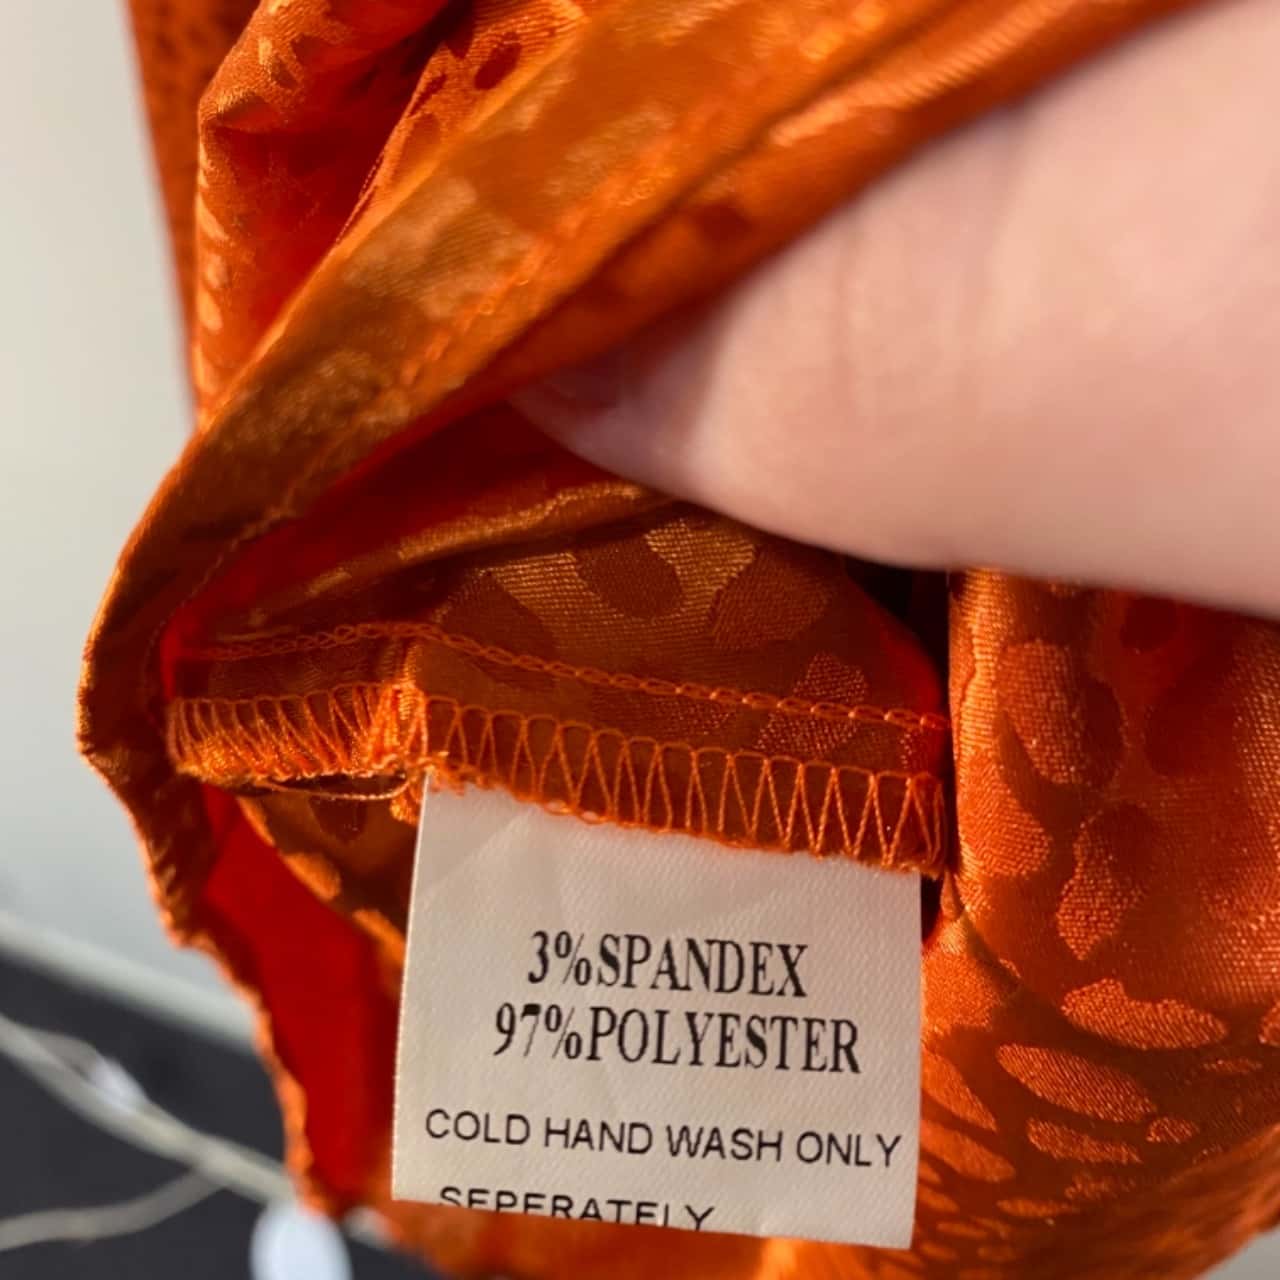 3%SPANDEX
97%POLYESTER
COLD HAND WASH ONLY
SEPERATELY